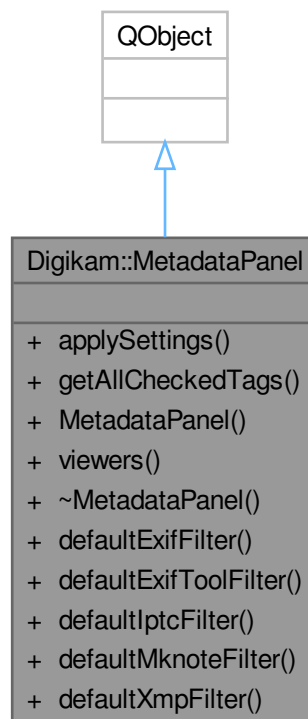 QObject
Digikam::MetadataPanel
+ applySettings()
+ getAllCheckedTags()
+ MetadataPanel()
+ viewers()
+ ~MetadataPanel()
+ defaultExifFilter()
+ defaultExifToolFilter()
+ defaultIptcFilter()
+ defaultMknoteFilter()
+ defaultXmpFilter()